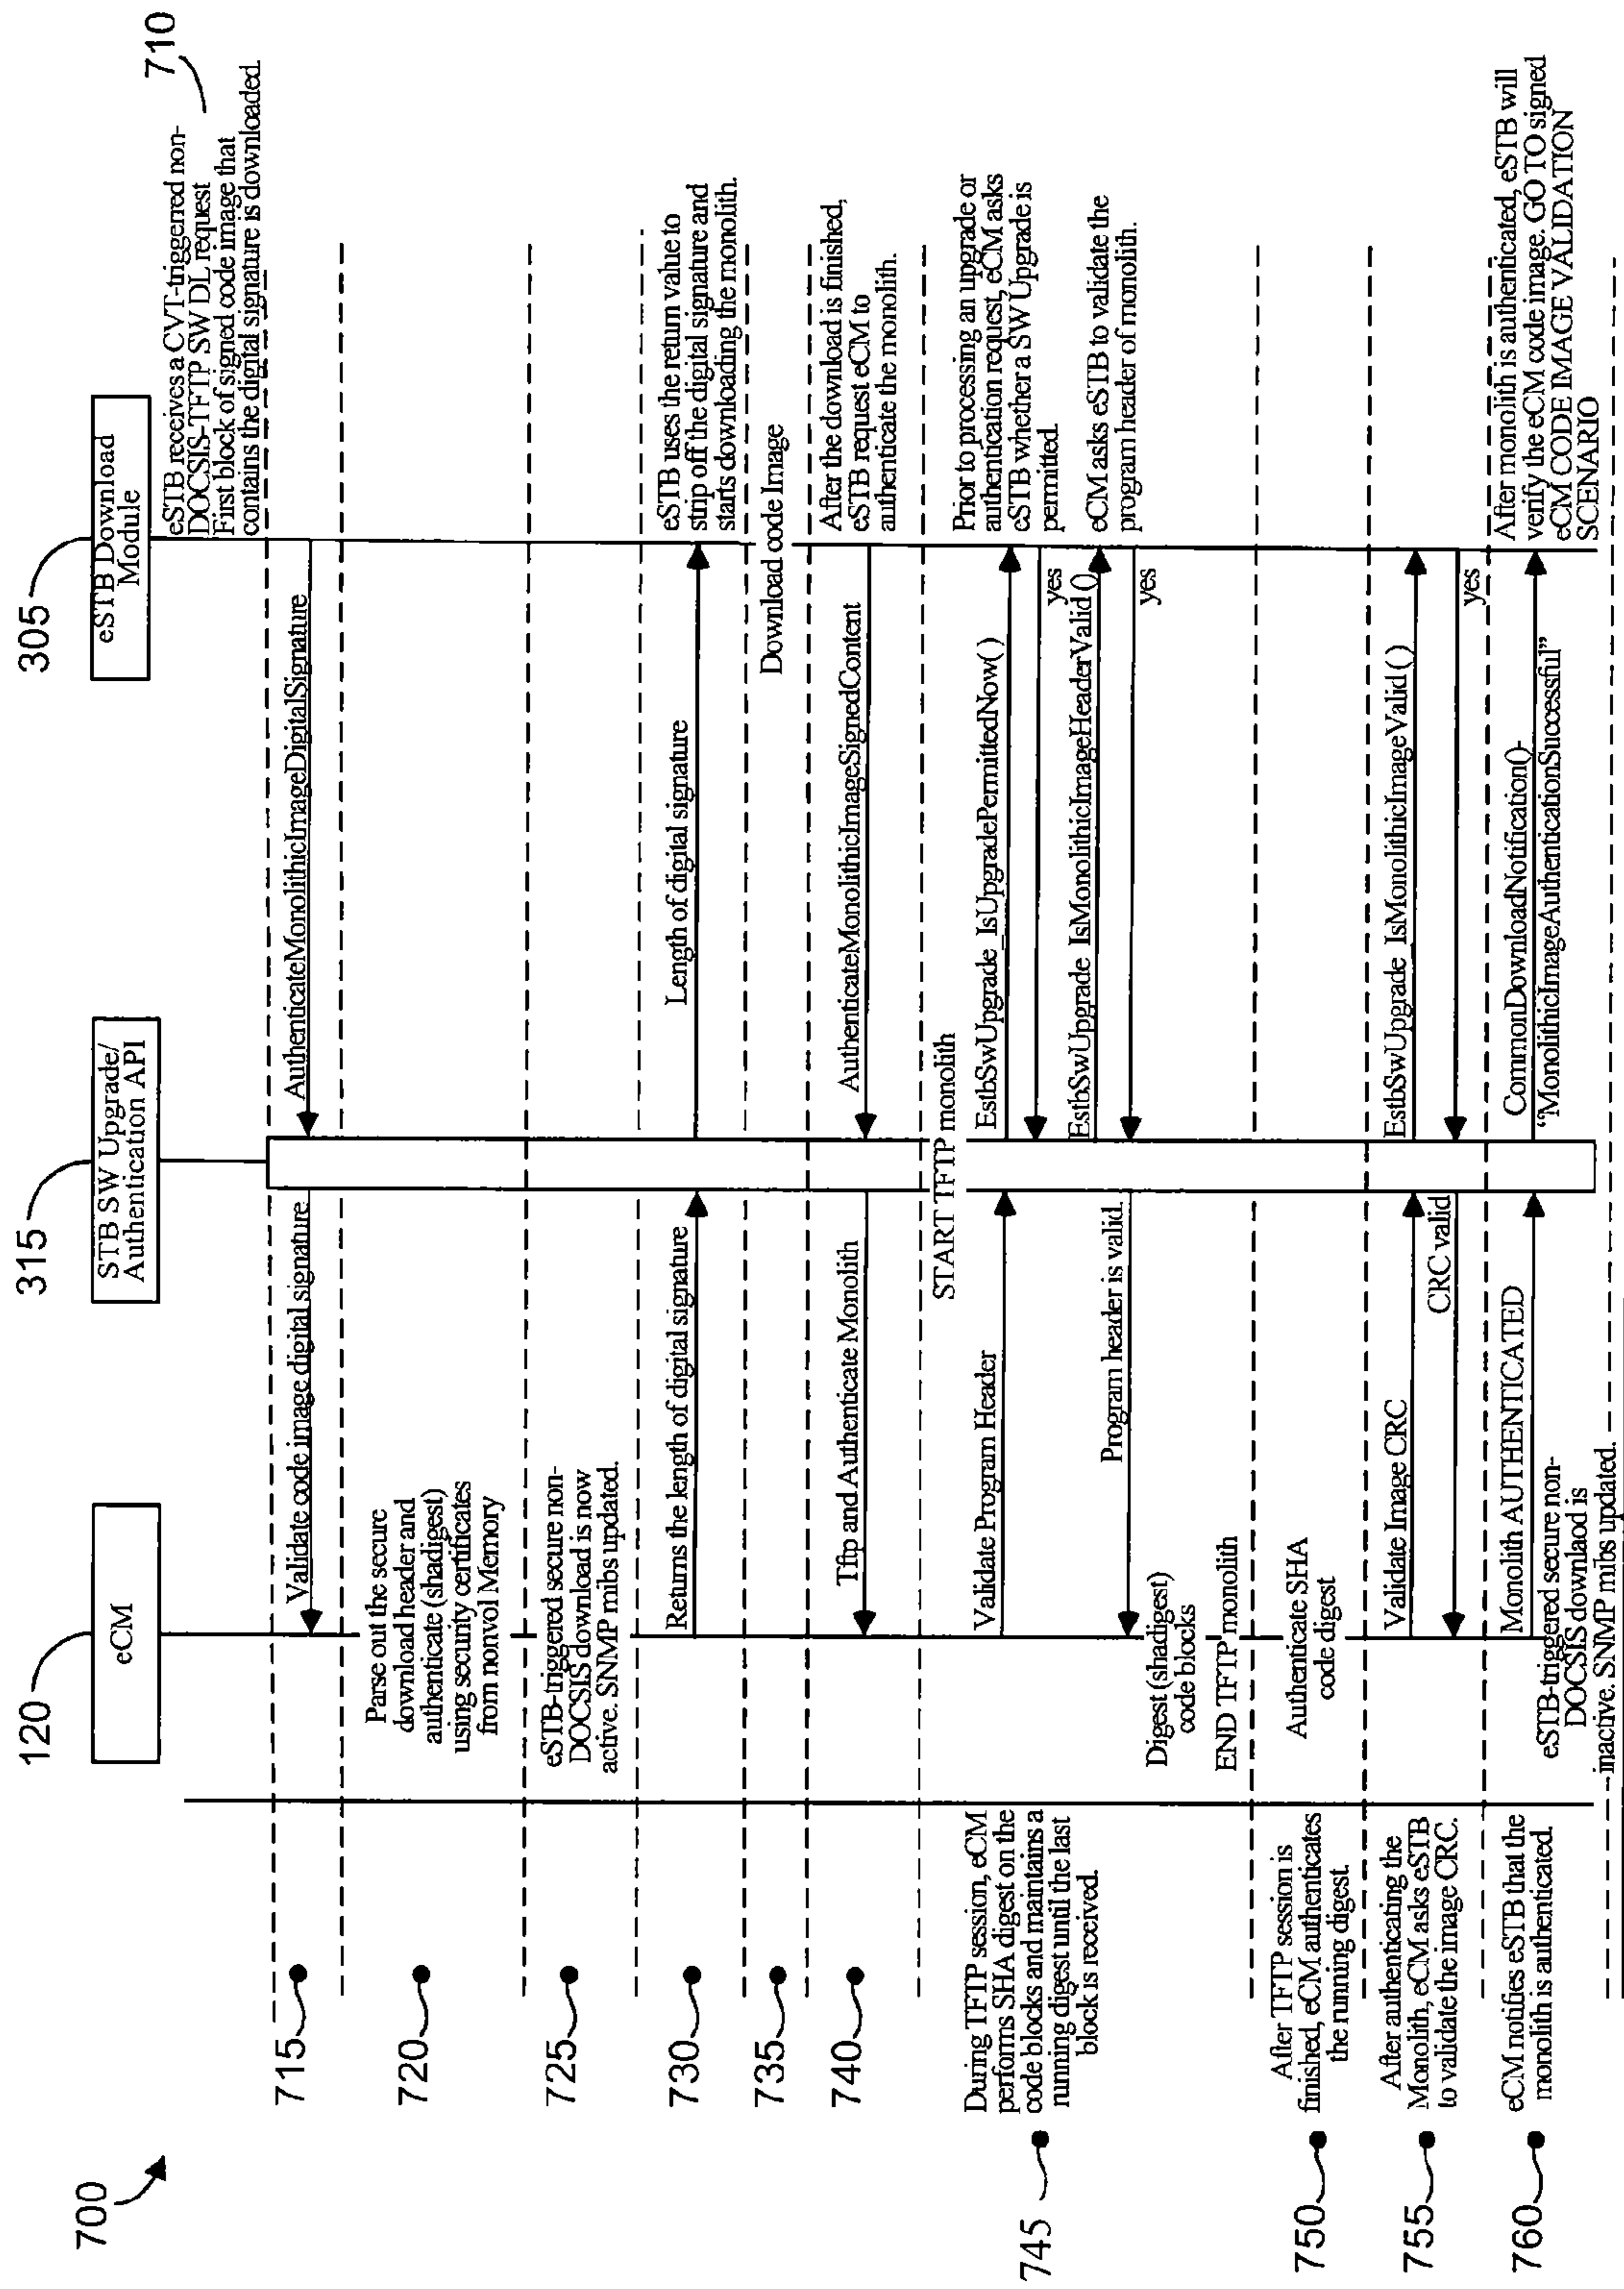 700
120
eCM
315
STB SW Upgrade/
Authentication API
305
eSTB Download
Module
710
eSTB receives a CVT-triggered non-
DOCSIS-TFTP SW DL request
First block of signed code image that
contains the digital signature is downloaded.
715
Validate code image digital signature
AuthenticateMonolithicImageDigitalSignature
720
Parse out the secure
download header and
authenticate (shadigest)
using security certificates
from nonvol Memory
725
eSTB-triggered secure non-
DOCSIS download is now
active. SNMP mibs updated.
730
Returns the length of digital signature
Length of digital signature
eSTB uses the return value to
strip off the digital signature and
starts downloading the monolith.
735
Download code Image
740
Tftp and Authenticate Monolith
AuthenticateMonolithicImageSignedContent
After the download is finished,
eSTB request eCM to
authenticate the monolith.
START TFTP monolith
745
During TFTP session, eCM
performs SHA digest on the
code blocks and maintains a
running digest until the last
block is received.
Validate Program Header
EstbSwUpgrade_IsUpgradePermittedNow()
yes
Prior to processing an upgrade or
authentication request, eCM asks
eSTB whether a SW Upgrade is
permitted.
EstbSwUpgrade IsMonolithicImageHeaderValid ()
Program header is valid.
yes
eCM asks eSTB to validate the
program header of monolith.
Digest (shadigest)
code blocks
END TFTP monolith
750
After TFTP session is
finished, eCM authenticates
the running digest.
Authenticate SHA
code digest
755
After authenticating the
Monolith, eCM asks eSTB
to validate the image CRC.
Validate Image CRC
EstbSwUpgrade IsMonolithicImageValid ()
CRC valid
yes
760
eCM notifies eSTB that the
monolith is authenticated.
Monolith AUTHENTICATED
eSTB-triggered secure non-
DOCSIS downlaod is
inactive. SNMP mibs updated.
CommonDownloadNotification()-
"MonolithicImageAuthenticationSuccessful"
After monolith is authenticated, eSTB will
verify the eCM code image. GO TO signed
eCM CODE IMAGE VALIDATION
SCENARIO